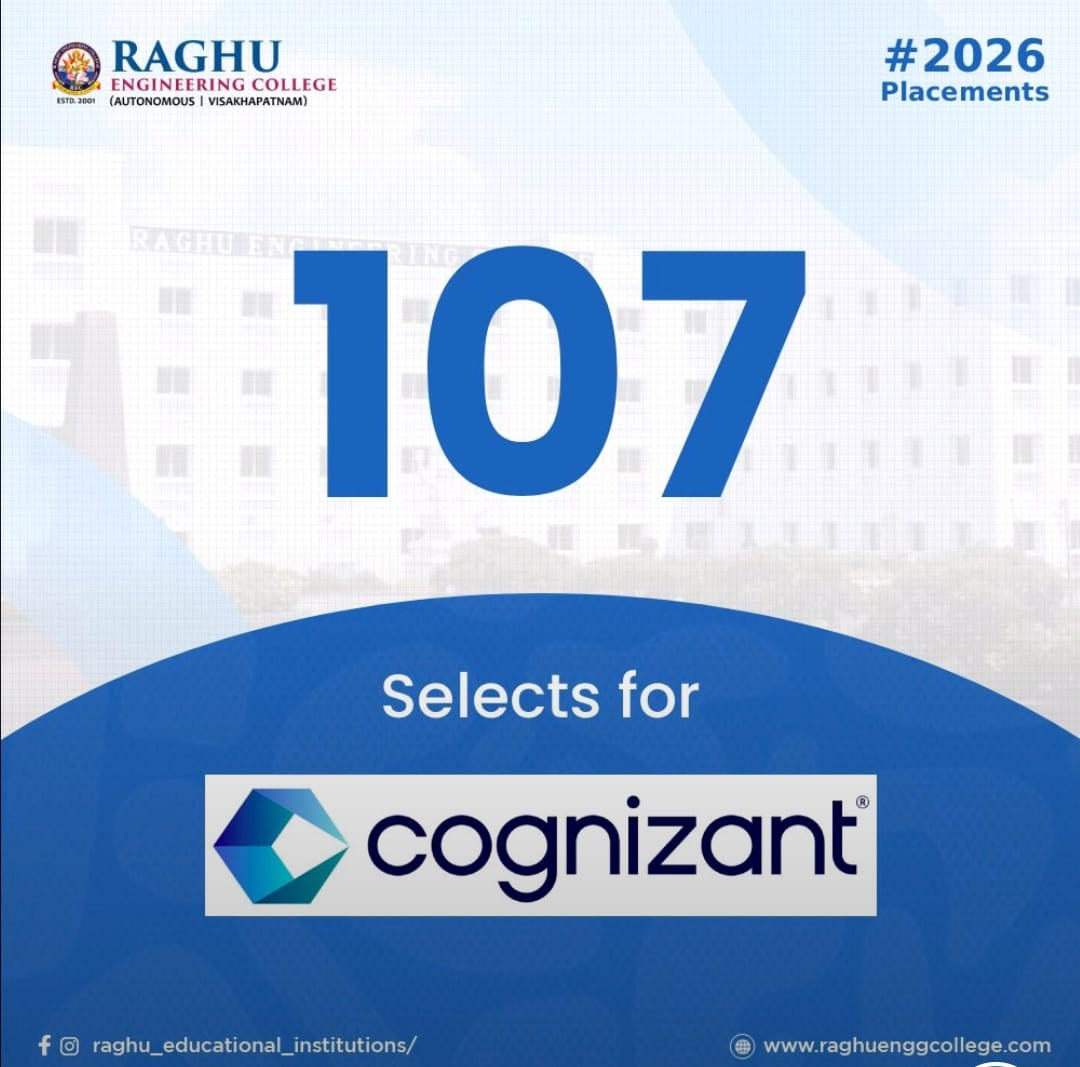 RAGHU
ENGINEERING COLLEGE
ESTD. 2001 (AUTONOMOUS | VISAKHAPATNAM)
#2026
Placements
RAGHU ENGINEERING
107
Selects for
cognizant®
raghu_educational_institutions/
www.raghuenggcollege.com